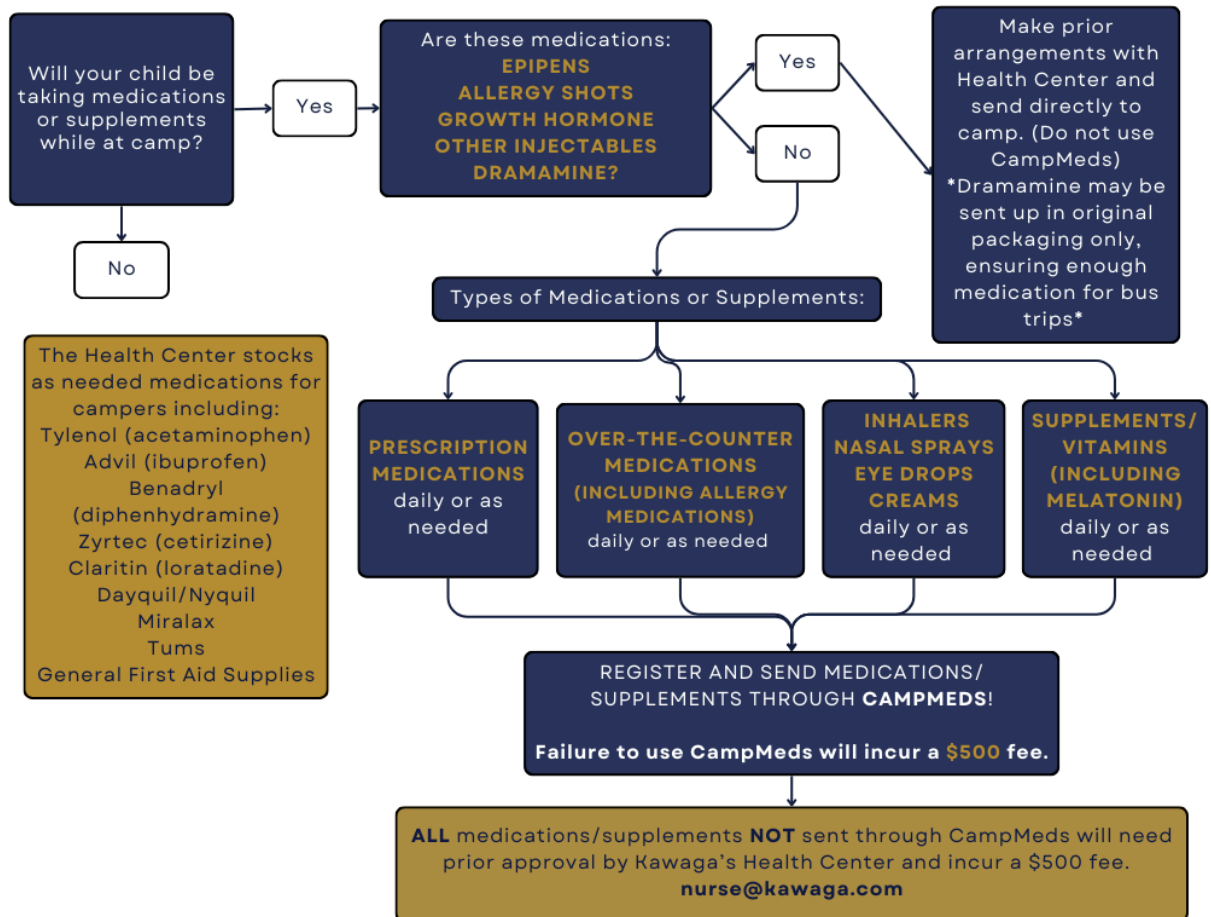 Will your child be
taking medications
or supplements
while at camp?
Yes
No
Are these medications:
EPIPENS
ALLERGY SHOTS
GROWTH HORMONE
OTHER INJECTABLES
DRAMAMINE?
Yes
No
Make prior
arrangements with
Health Center and
send directly to
camp. (Do not use
CampMeds)
*Dramamine may be
sent up in original
packaging only,
ensuring enough
medication for bus
trips*
Types of Medications or Supplements:
The Health Center stocks
as needed medications for
campers including:
Tylenol (acetaminophen)
Advil (ibuprofen)
Benadryl
(diphenhydramine)
Zyrtec (cetirizine)
Claritin (loratadine)
Dayquil/Nyquil
Miralax
Tums
General First Aid Supplies
PRESCRIPTION
MEDICATIONS
daily or as
needed
OVER-THE-COUNTER
MEDICATIONS
(INCLUDING ALLERGY
MEDICATIONS)
daily or as needed
INHALERS
NASAL SPRAYS
EYE DROPS
CREAMS
daily or as
needed
SUPPLEMENTS/
VITAMINS
(INCLUDING
MELATONIN)
daily or as
needed
REGISTER AND SEND MEDICATIONS/
SUPPLEMENTS THROUGH CAMPMEDS!
Failure to use CampMeds will incur a $500 fee.
ALL medications/supplements NOT sent through CampMeds will need
prior approval by Kawaga's Health Center and incur a $500 fee.
nurse@kawaga.com